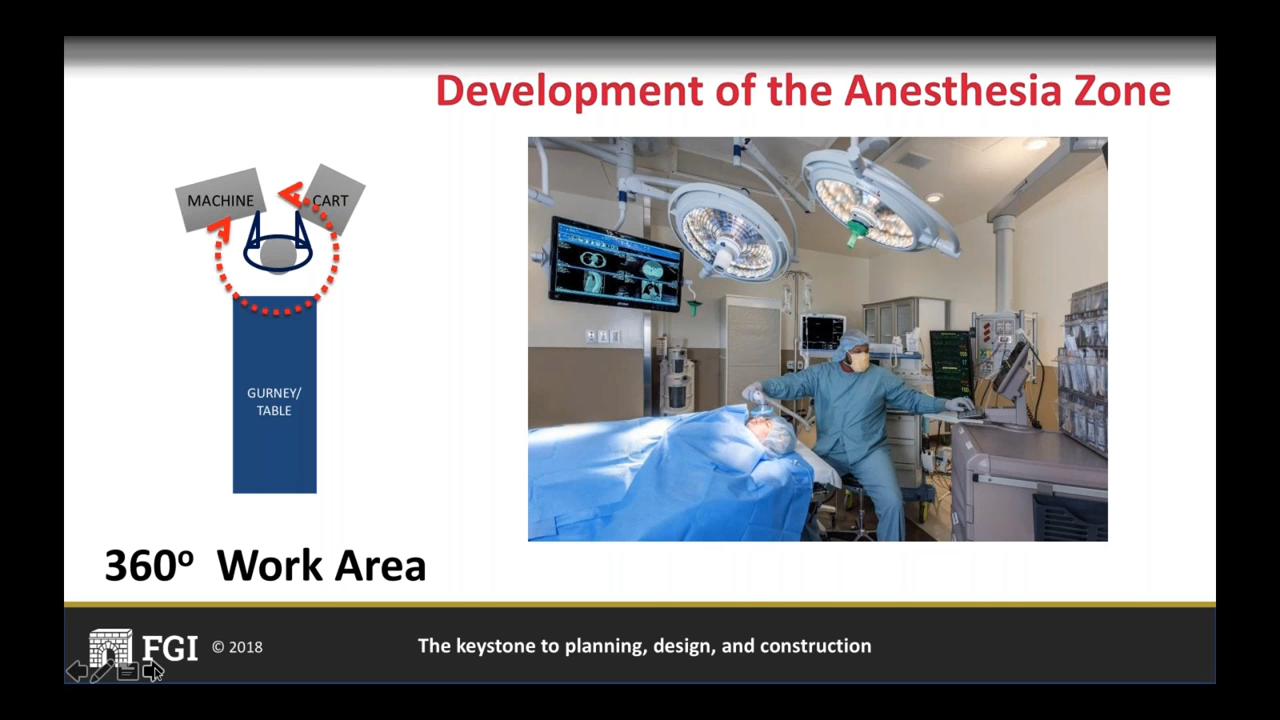 Development of the Anesthesia Zone
MACHINE
CART
GURNEY/
TABLE
360º Work Area
FGI © 2018
The keystone to planning, design, and construction